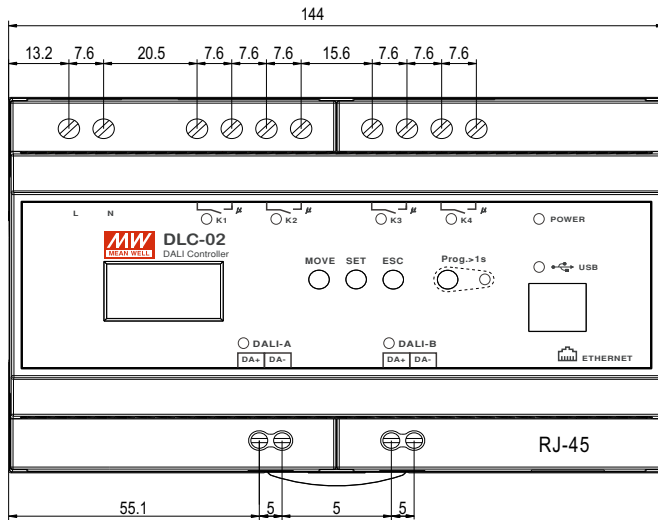 144
13.2 7.6 20.5 7.6 7.6 7.6 15.6 7.6 7.6 7.6
L N K1 μ K2 μ K3 μ K4 μ POWER
MW
MEAN WELL
DLC-02
DALI Controller
MOVE SET ESC Prog.>1s USB
DALI-A DALI-B
DA+ DA- DA+ DA- ETHERNET
RJ-45
55.1 5 5 5